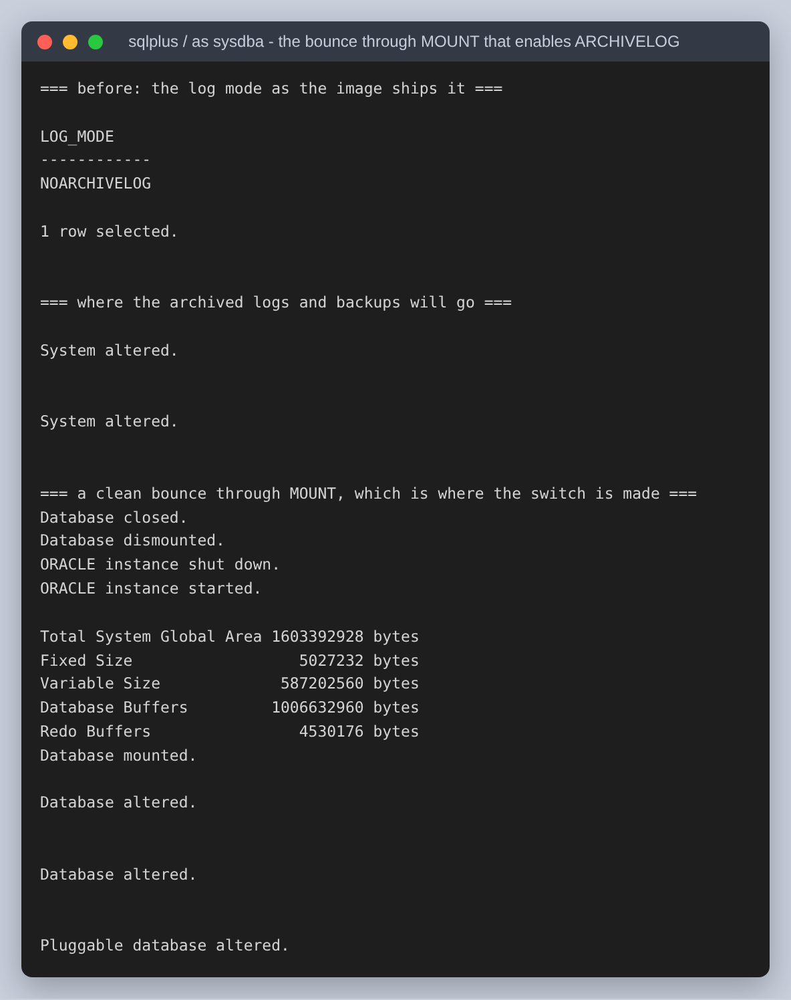 sqlplus / as sysdba - the bounce through MOUNT that enables ARCHIVELOG
=== before: the log mode as the image ships it ===
LOG_MODE
------------
NOARCHIVELOG
1 row selected.
=== where the archived logs and backups will go ===
System altered.
System altered.
=== a clean bounce through MOUNT, which is where the switch is made ===
Database closed.
Database dismounted.
ORACLE instance shut down.
ORACLE instance started.
Total System Global Area 1603392928 bytes
Fixed Size                  5027232 bytes
Variable Size             587202560 bytes
Database Buffers         1006632960 bytes
Redo Buffers                4530176 bytes
Database mounted.
Database altered.
Database altered.
Pluggable database altered.